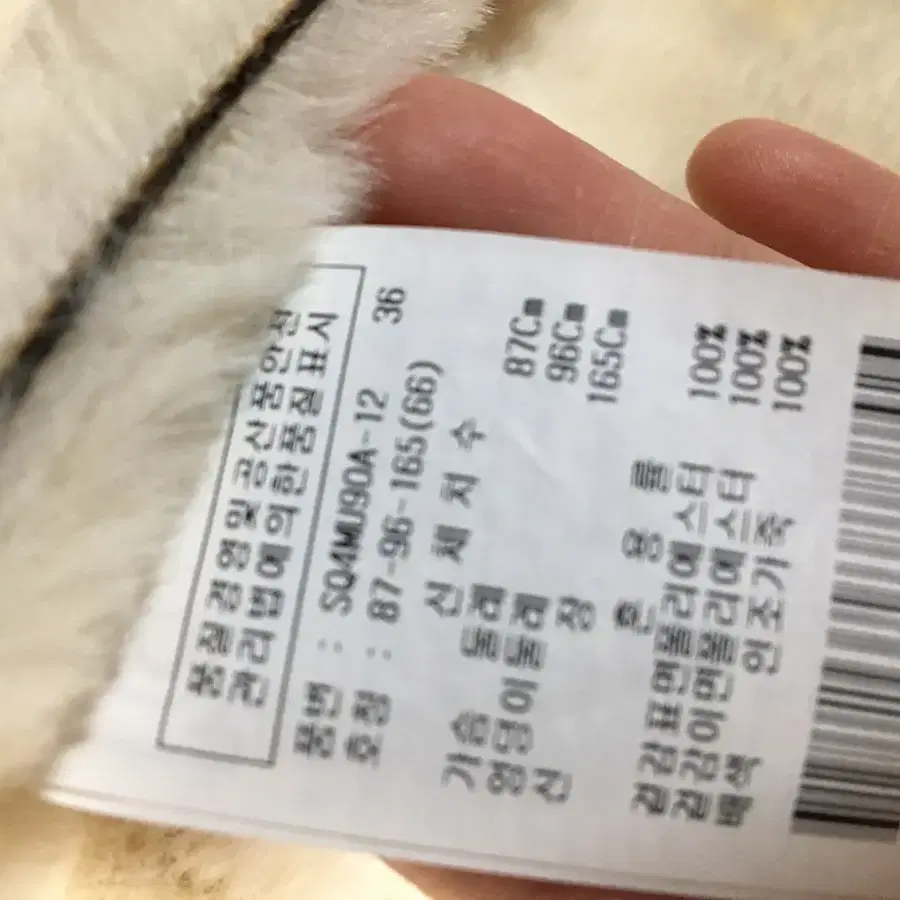 품질경영 및 공산품안전
관리법에 의한 품질표시
품번 : SQ4MU90A-12 36
호칭 : 87-96-165(66)
신 체 치 수
가슴 둘레 87Cm
엉덩이둘레 96Cm
신 장 165Cm
혼 용 률
겉감표면폴리에스터 100%
겉감이면폴리에스터 100%
배색 인조가죽 100%